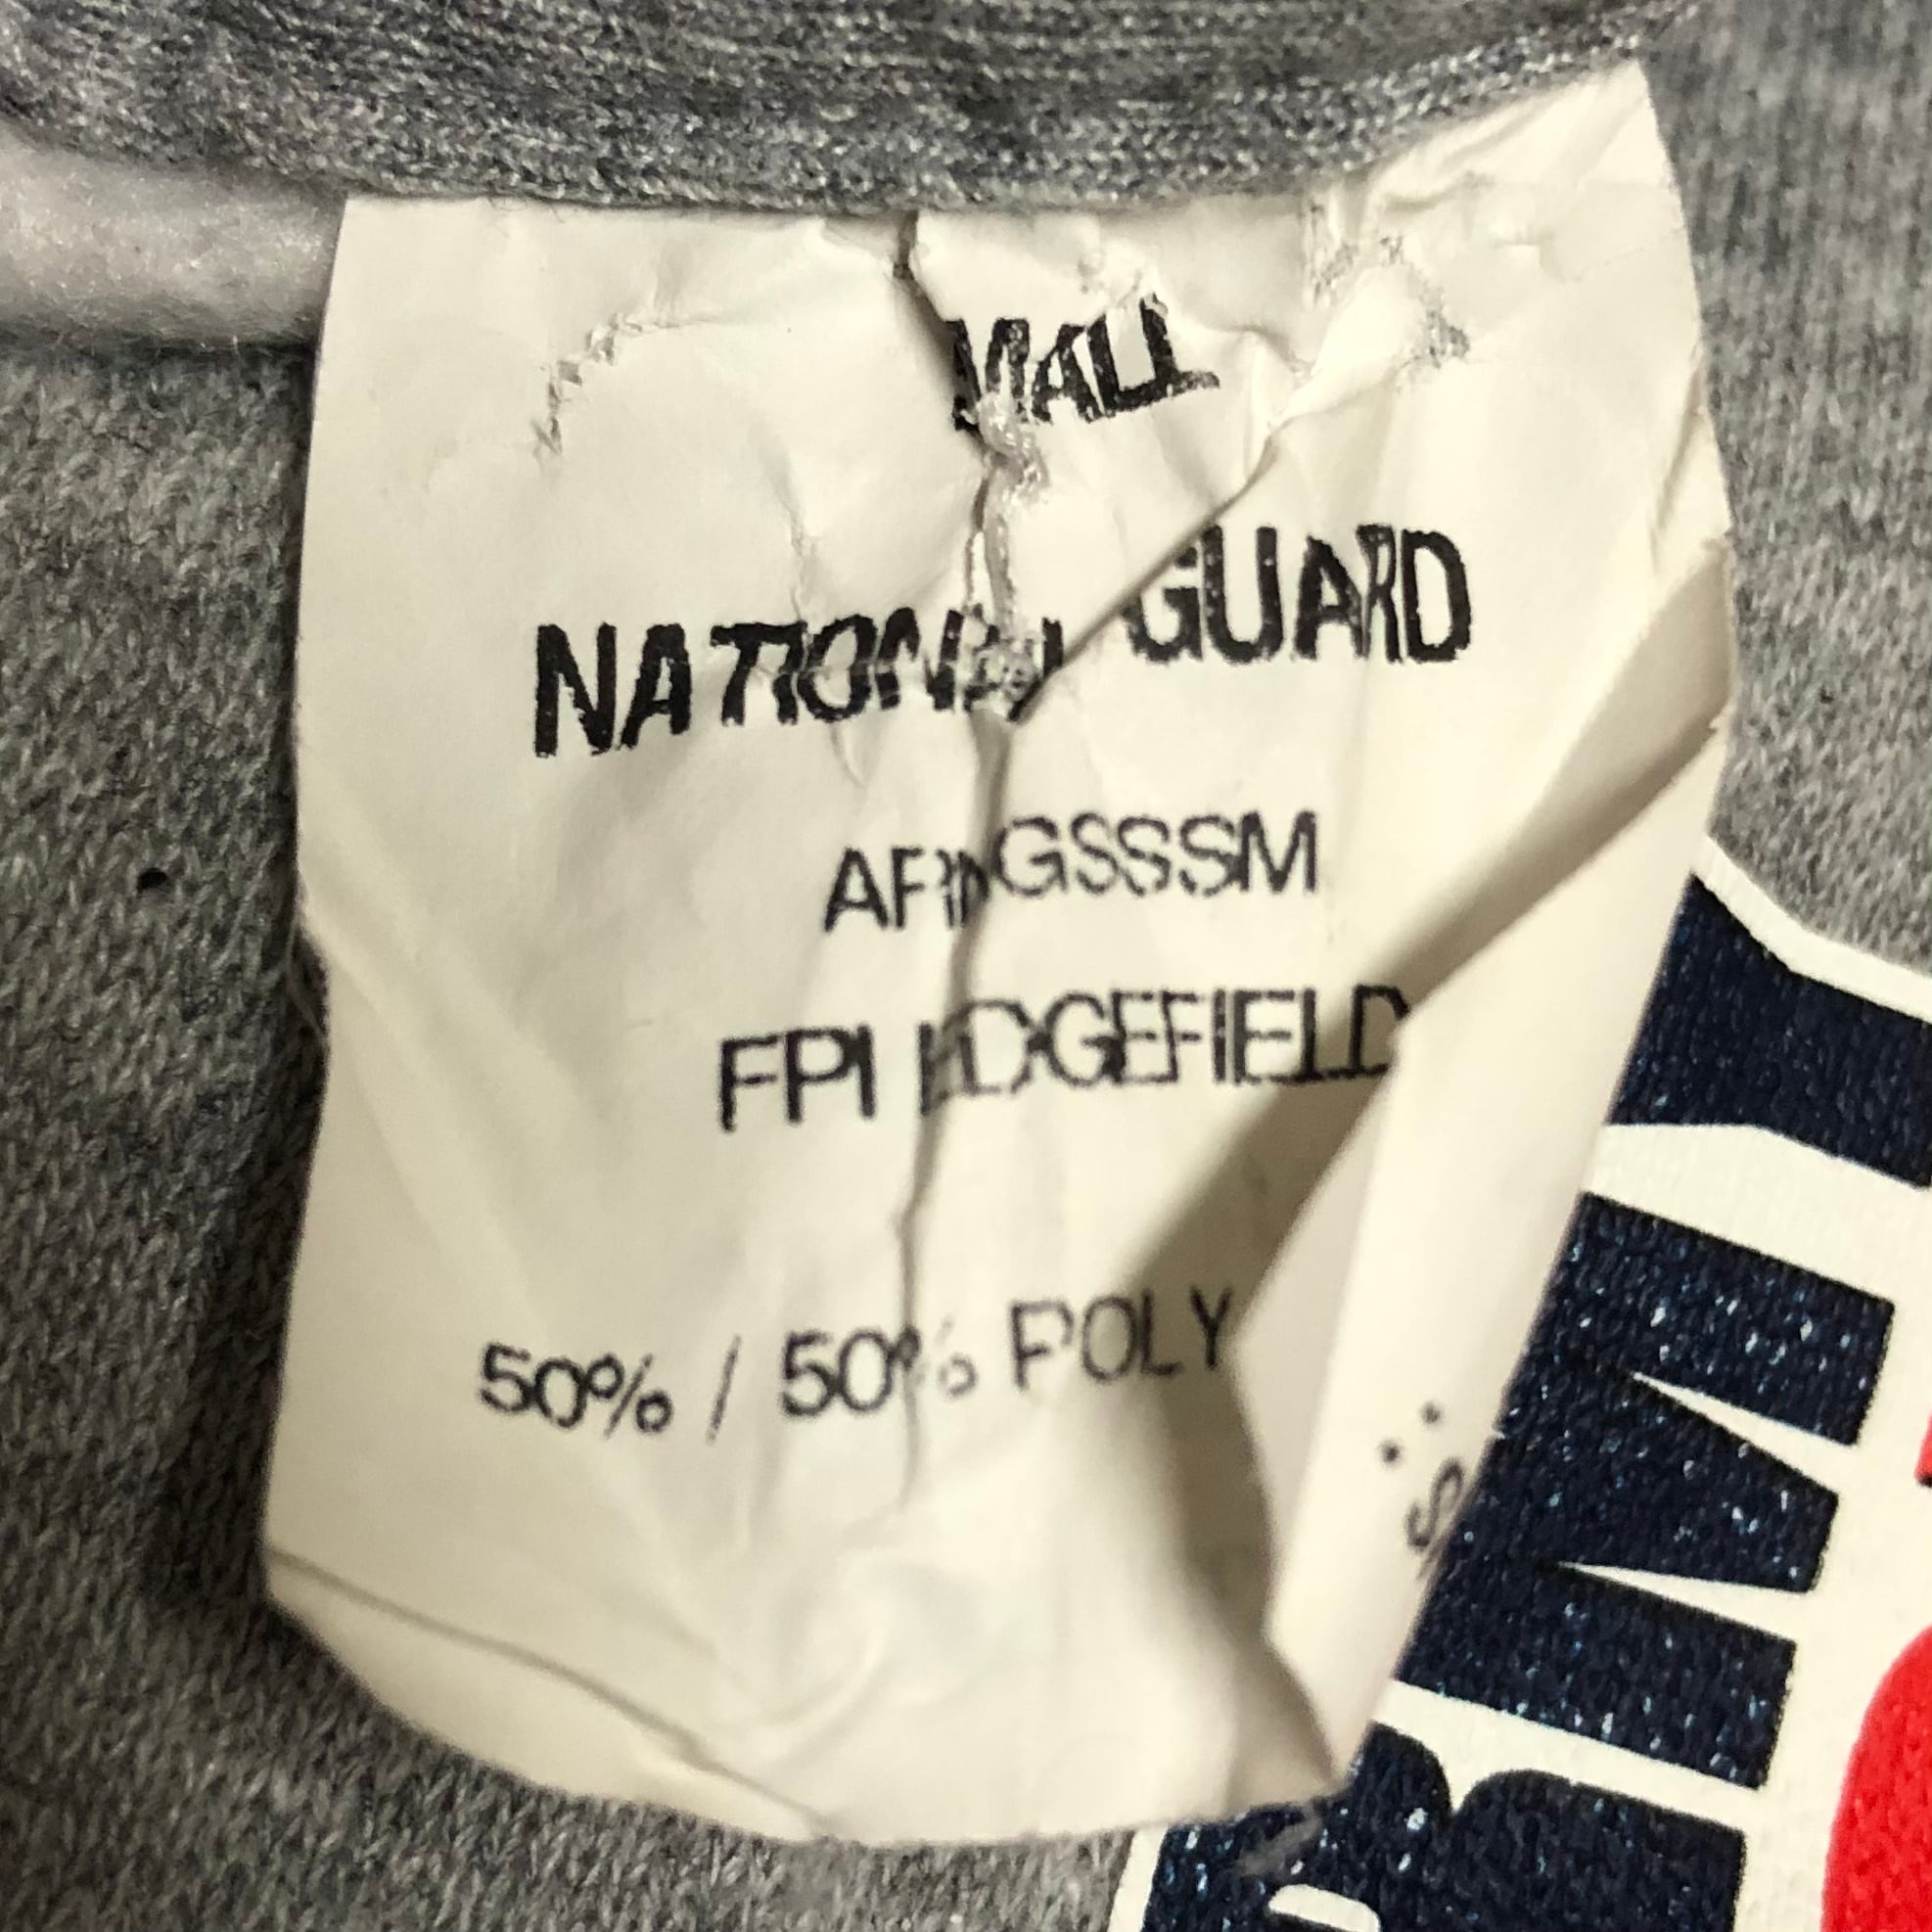 MALL
NATIONAL GUARD
ARNGSSSM
FPI EDGEFIELD
50% / 50% POLY